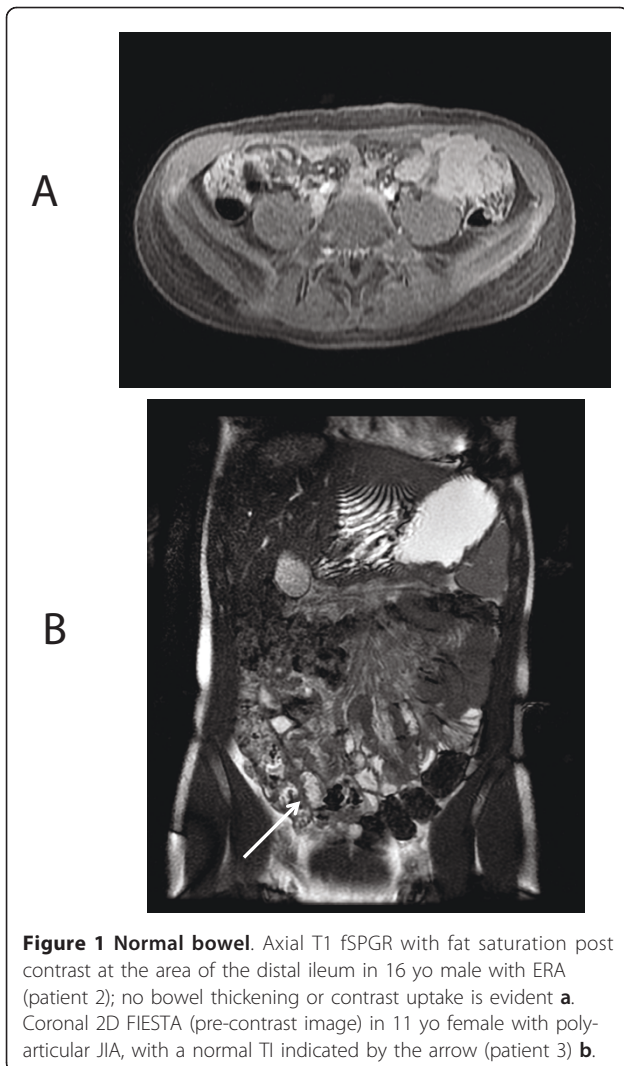 A
B
Figure 1 Normal bowel. Axial T1 fSPGR with fat saturation post
contrast at the area of the distal ileum in 16 yo male with ERA
(patient 2); no bowel thickening or contrast uptake is evident a.
Coronal 2D FIESTA (pre-contrast image) in 11 yo female with poly-
articular JIA, with a normal TI indicated by the arrow (patient 3) b.